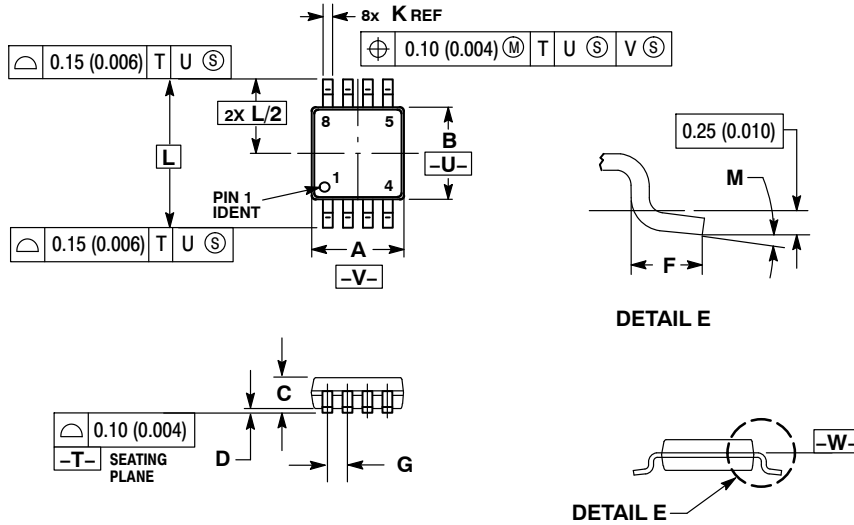 8x K REF
⌖ 0.10 (0.004) Ⓜ T U Ⓢ V Ⓢ
⌓ 0.15 (0.006) T U Ⓢ
2X L/2
L
8 5
B
–U–
PIN 1
IDENT
1 4
⌓ 0.15 (0.006) T U Ⓢ
A
–V–
0.25 (0.010)
M
F
DETAIL E
C
⌓ 0.10 (0.004)
–T– SEATING
PLANE
D
G
–W–
DETAIL E